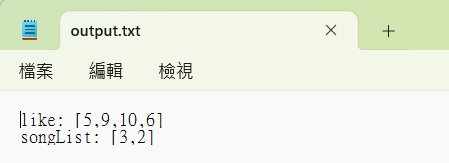 output.txt
檔案 編輯 檢視
like: [5,9,10,6]
songList: [3,2]